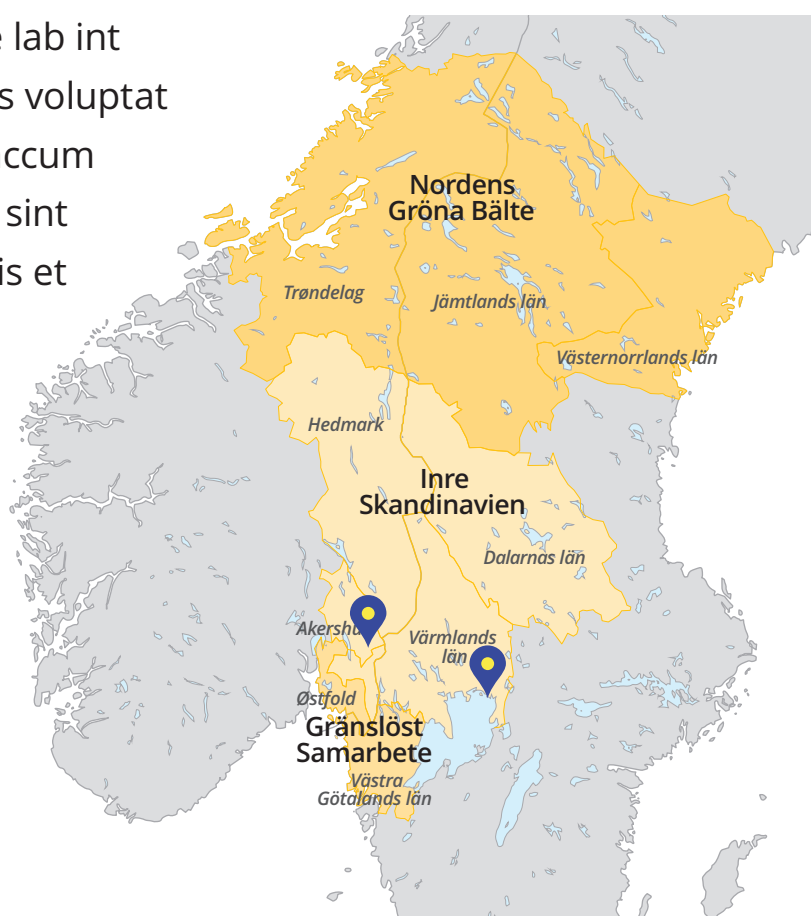 lab int
s voluptat
ccum
sint
is et
Nordens
Gröna Bälte
Trøndelag
Jämtlands län
Västernorrlands län
Hedmark
Inre
Skandinavien
Dalarnas län
Akershu
Värmlands
län
Østfold
Gränslöst
Samarbete
Västra
Götalands län